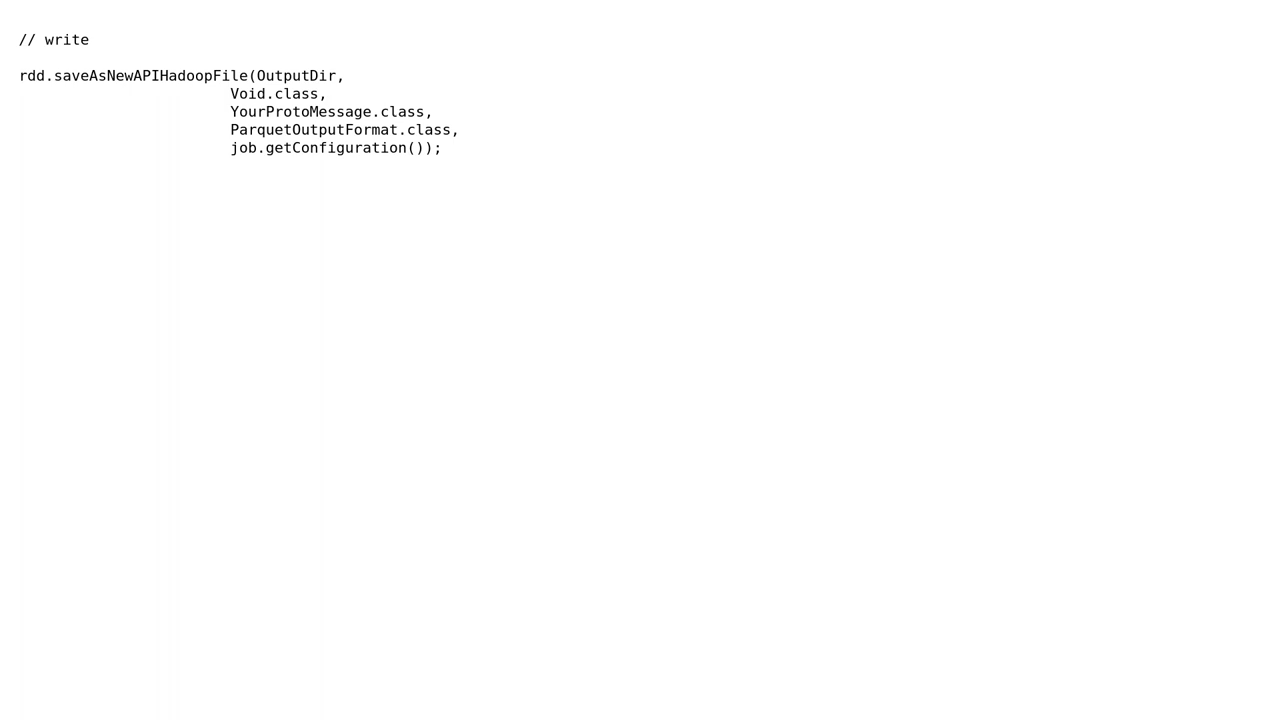 // write
rdd.saveAsNewAPIHadoopFile(OutputDir,
Void.class,
YourProtoMessage.class,
ParquetOutputFormat.class,
job.getConfiguration());